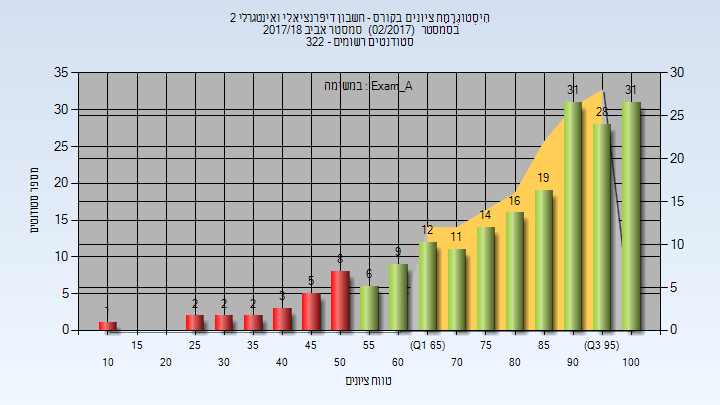 היסטוגרמת ציונים בקורס - חשבון דיפרנציאלי ואינטגרלי 2
בסמסטר (02/2017) סמסטר אביב 2017/18
סטודנטים רשומים - 322
במשימה : Exam_A
35 30 25 20 15 10 5 0
מספר סטודנטים
30 25 20 15 10 5 0
1 2 2 2 3 5 8 6 9 12 11 14 16 19 31 28 31
15 25 35 45 55 (Q1 65) 75 85 (Q3 95)
10 20 30 40 50 60 70 80 90 100
טווח ציונים